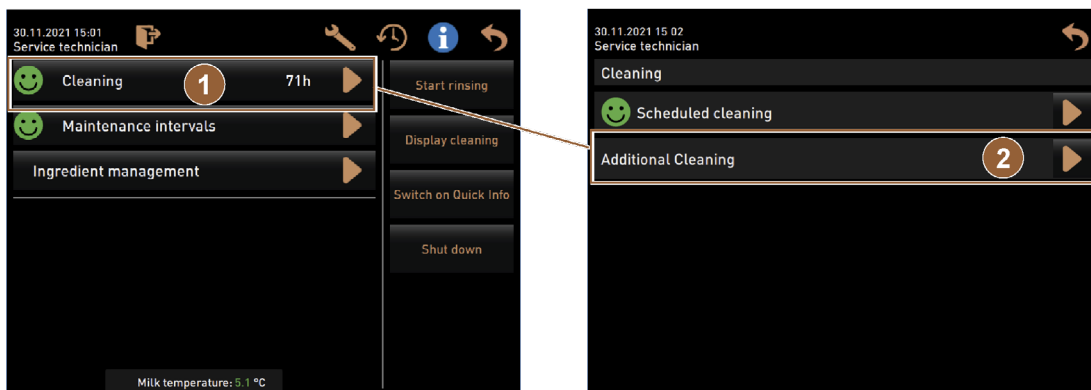 30.11.2021 15:01
Service technician
Cleaning 1 71h
Maintenance intervals
Ingredient management
Start rinsing
Display cleaning
Switch on Quick Info
Shut down
Milk temperature: 5.1 °C
30.11.2021 15 02
Service technician
Cleaning
Scheduled cleaning
Additional Cleaning 2